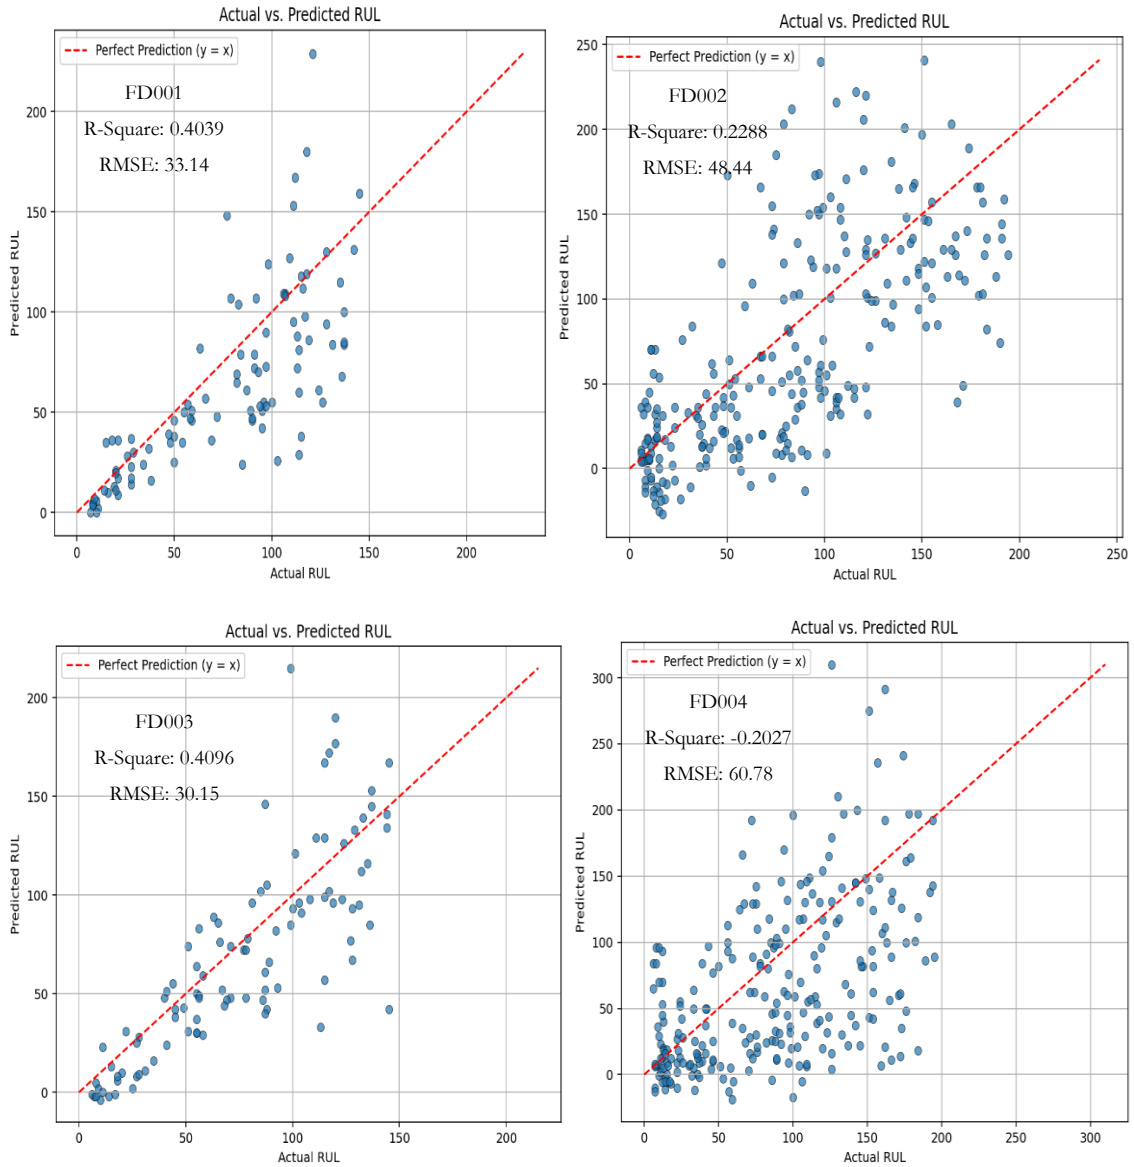 Actual vs. Predicted RUL
Perfect Prediction (y = x)
FD001
R-Square: 0.4039
RMSE: 33.14
200
150
100
50
0
Predicted RUL
0 50 100 150 200
Actual RUL
Actual vs. Predicted RUL
Perfect Prediction (y = x)
FD002
R-Square: 0.2288
RMSE: 48.44
250
200
150
100
50
0
Predicted RUL
0 50 100 150 200 250
Actual RUL
Actual vs. Predicted RUL
Perfect Prediction (y = x)
FD003
R-Square: 0.4096
RMSE: 30.15
200
150
100
50
0
Predicted RUL
0 50 100 150 200
Actual RUL
Actual vs. Predicted RUL
Perfect Prediction (y = x)
FD004
R-Square: -0.2027
RMSE: 60.78
300
250
200
150
100
50
0
Predicted RUL
0 50 100 150 200 250 300
Actual RUL